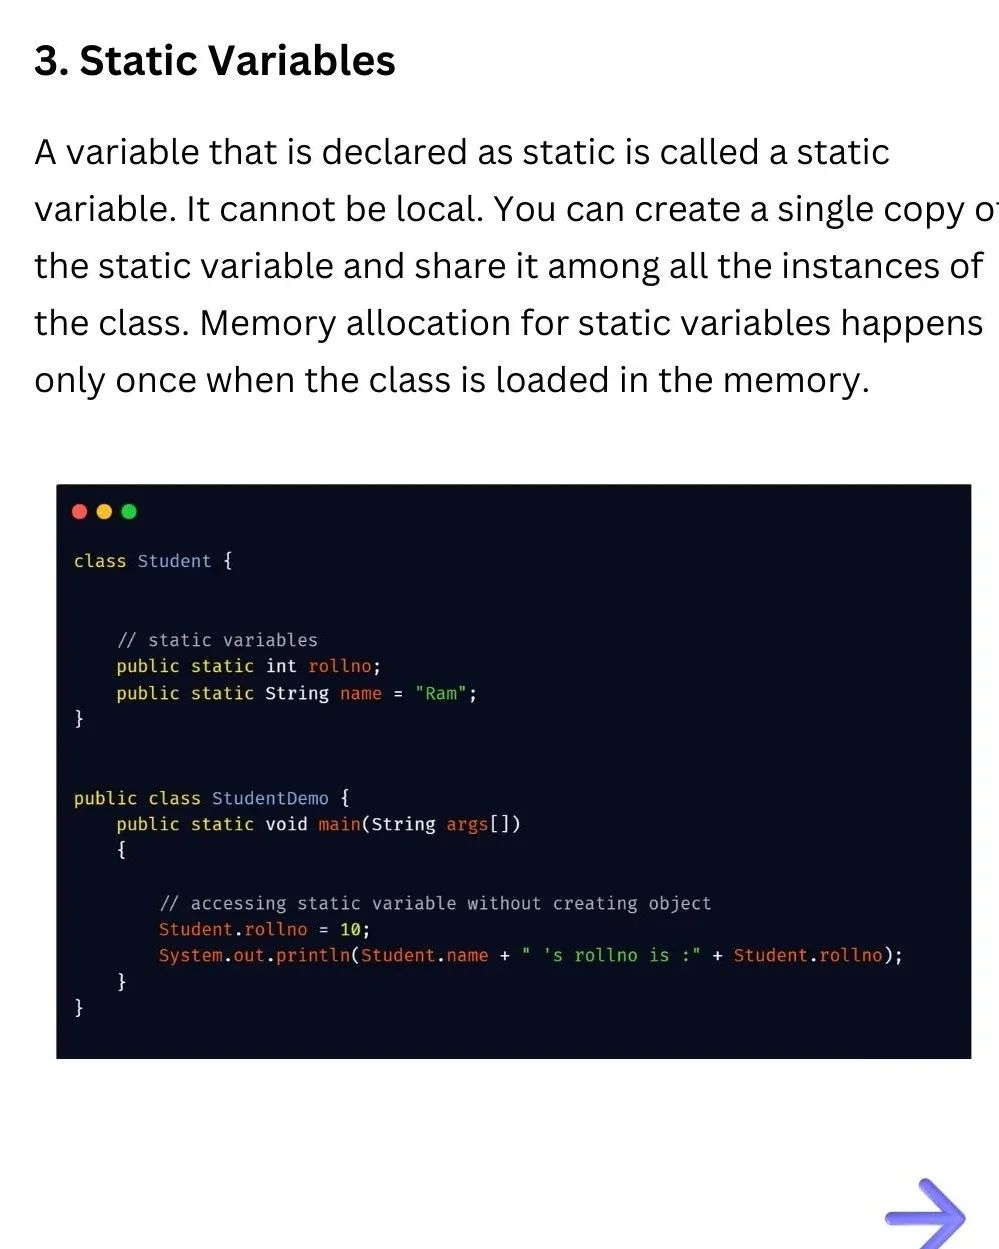 3. Static Variables
A variable that is declared as static is called a static
variable. It cannot be local. You can create a single copy
the static variable and share it among all the instances of
the class. Memory allocation for static variables happens
only once when the class is loaded in the memory.
class Student {
// static variables
public static int rollno;
public static String name = "Ram";
}
public class StudentDemo {
public static void main(String args[])
{
// accessing static variable without creating object
Student.rollno = 10;
System.out.println(Student.name + " 's rollno is :" + Student.rollno);
}
}